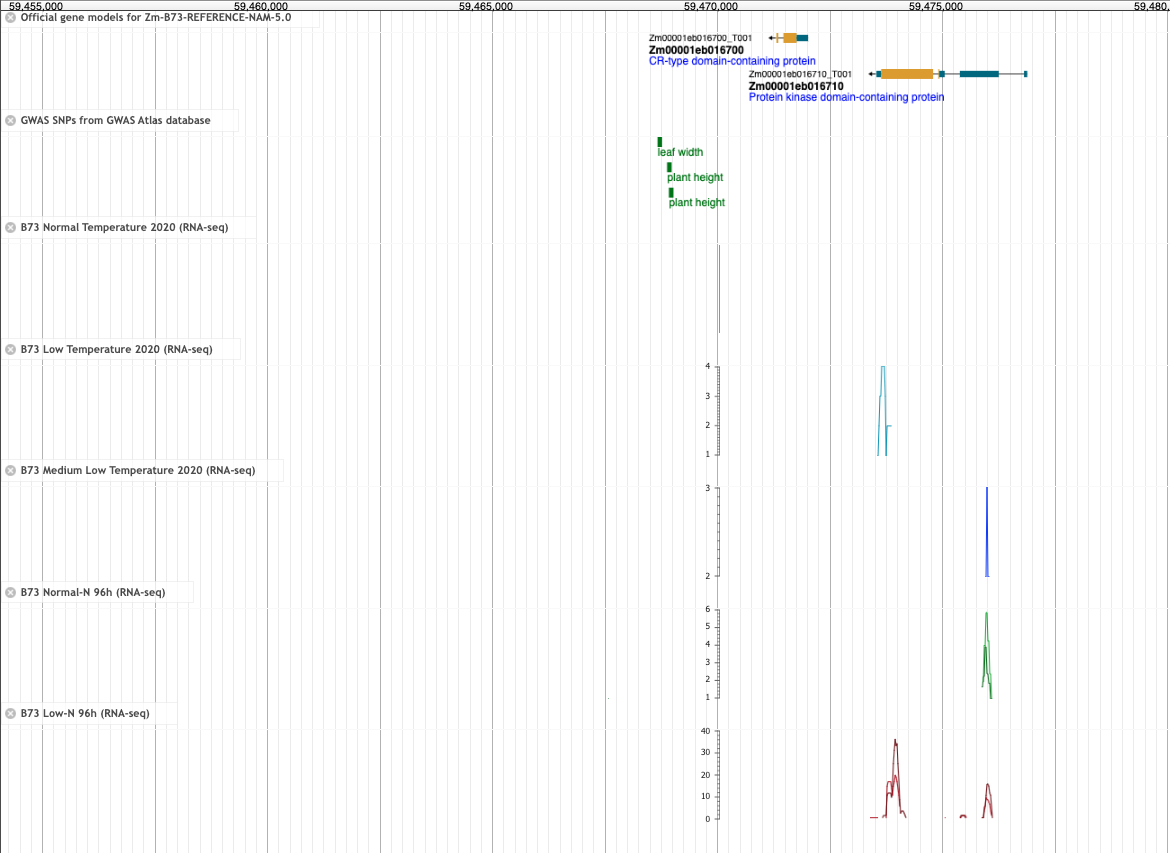 59,455,000 59,460,000 59,465,000 59,470,000 59,475,000 59,480,
Official gene models for Zm-B73-REFERENCE-NAM-5.0
Zm00001eb016700_T001
Zm00001eb016700
CR-type domain-containing protein
Zm00001eb016710_T001
Zm00001eb016710
Protein kinase domain-containing protein
GWAS SNPs from GWAS Atlas database
leaf width
plant height
plant height
B73 Normal Temperature 2020 (RNA-seq)
B73 Low Temperature 2020 (RNA-seq)
4
3
2
1
B73 Medium Low Temperature 2020 (RNA-seq)
3
2
B73 Normal-N 96h (RNA-seq)
6
5
4
3
2
1
B73 Low-N 96h (RNA-seq)
40
30
20
10
0